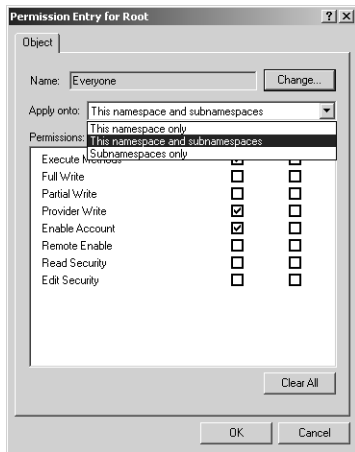 Permission Entry for Root
Object
Name: Everyone
Change...
Apply onto: This namespace and subnamespaces
This namespace only
Permissions: This namespace and subnamespaces
Subnamespaces only
Execute Methods
Full Write
Partial Write
Provider Write
Enable Account
Remote Enable
Read Security
Edit Security
Clear All
OK Cancel